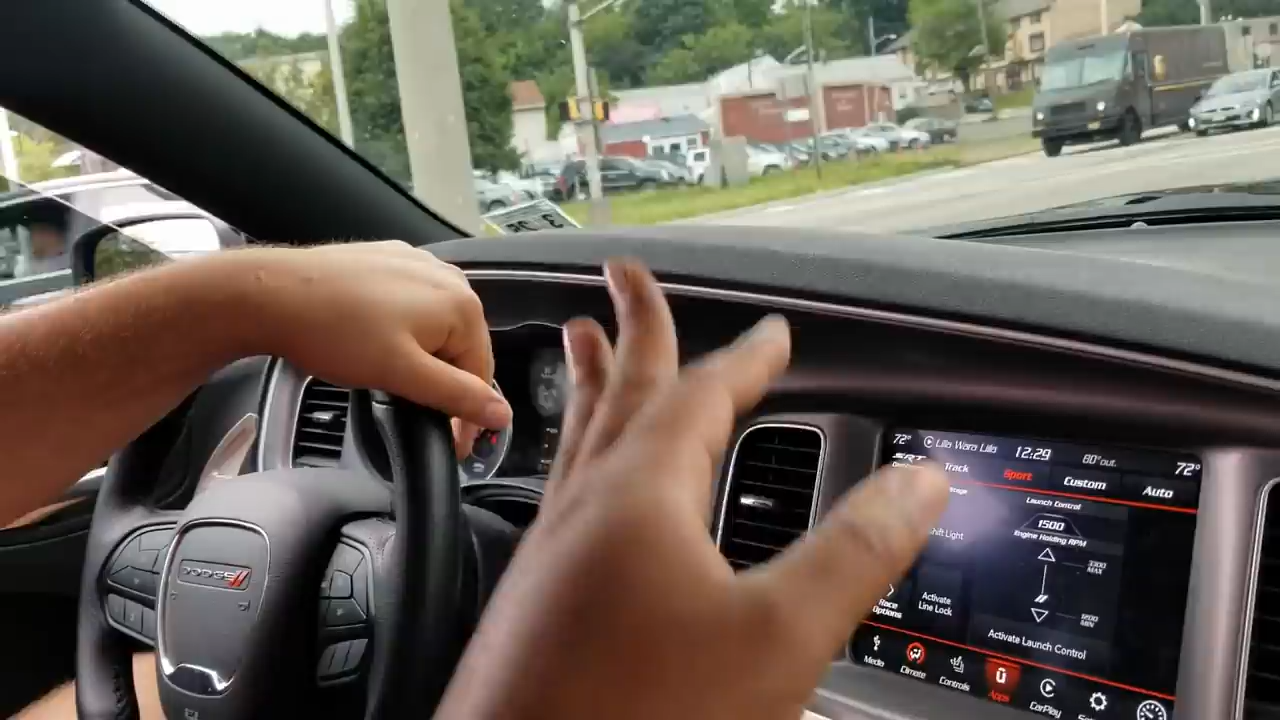 DODGE
72° Lilla Wara Lilla 12:29 80°out. 72°
SRT
Track Sport Custom Auto
Launch Control
1500
Engine Holding RPM
3300
MAX
1200
MIN
Shift Light
Race
Options
Activate
Line Lock
Activate Launch Control
Media Climate Controls Apps CarPlay